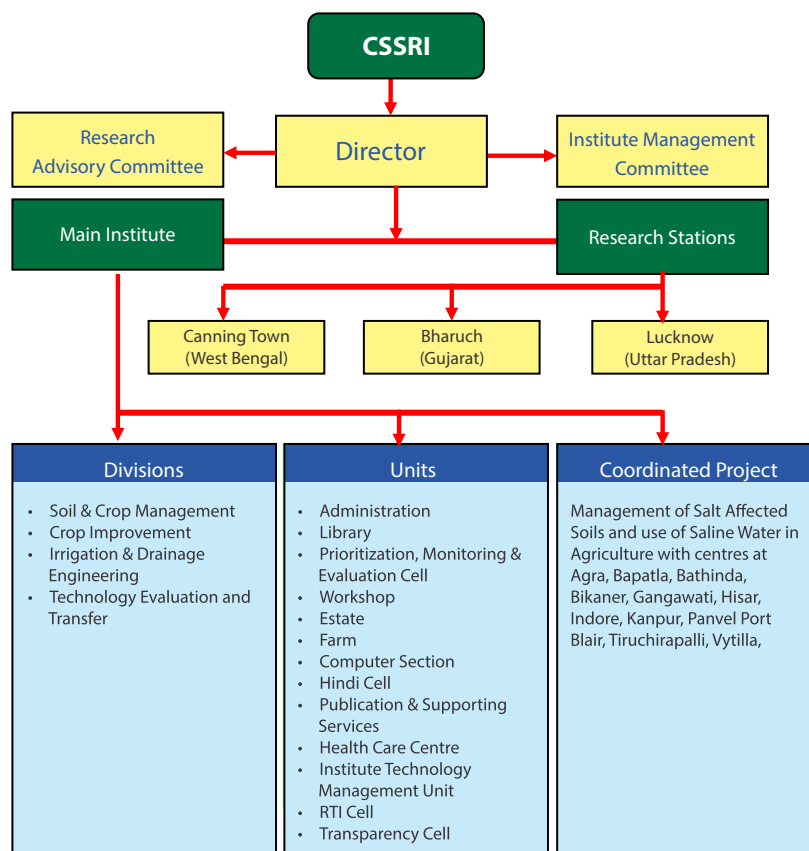 CSSRI
Research
Advisory Committee
Director
Institute Management
Committee
Main Institute
Research Stations
Canning Town
(West Bengal)
Bharuch
(Gujarat)
Lucknow
(Uttar Pradesh)
Divisions
• Soil & Crop Management
• Crop Improvement
• Irrigation & Drainage
Engineering
• Technology Evaluation and
Transfer
Units
• Administration
• Library
• Prioritization, Monitoring &
Evaluation Cell
• Workshop
• Estate
• Farm
• Computer Section
• Hindi Cell
• Publication & Supporting
Services
• Health Care Centre
• Institute Technology
Management Unit
• RTI Cell
• Transparency Cell
Coordinated Project
Management of Salt Affected
Soils and use of Saline Water in
Agriculture with centres at
Agra, Bapatla, Bathinda,
Bikaner, Gangawati, Hisar,
Indore, Kanpur, Panvel Port
Blair, Tiruchirapalli, Vytilla,